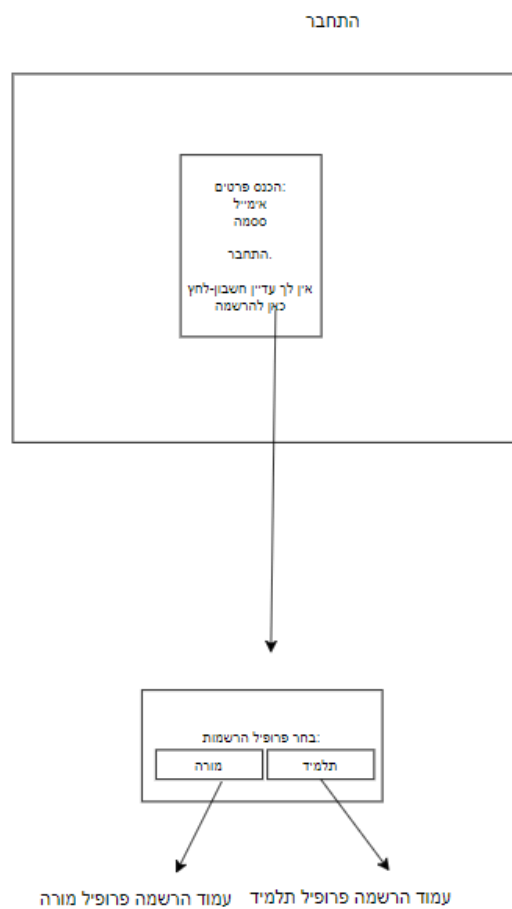 התחבר
הכנס פרטים:
אימייל
ססמה
התחבר.
אין לך עדיין חשבון-לחץ
כאן להרשמה
בחר פרופיל הרשמות:
תלמיד
מורה
עמוד הרשמה פרופיל תלמיד
עמוד הרשמה פרופיל מורה